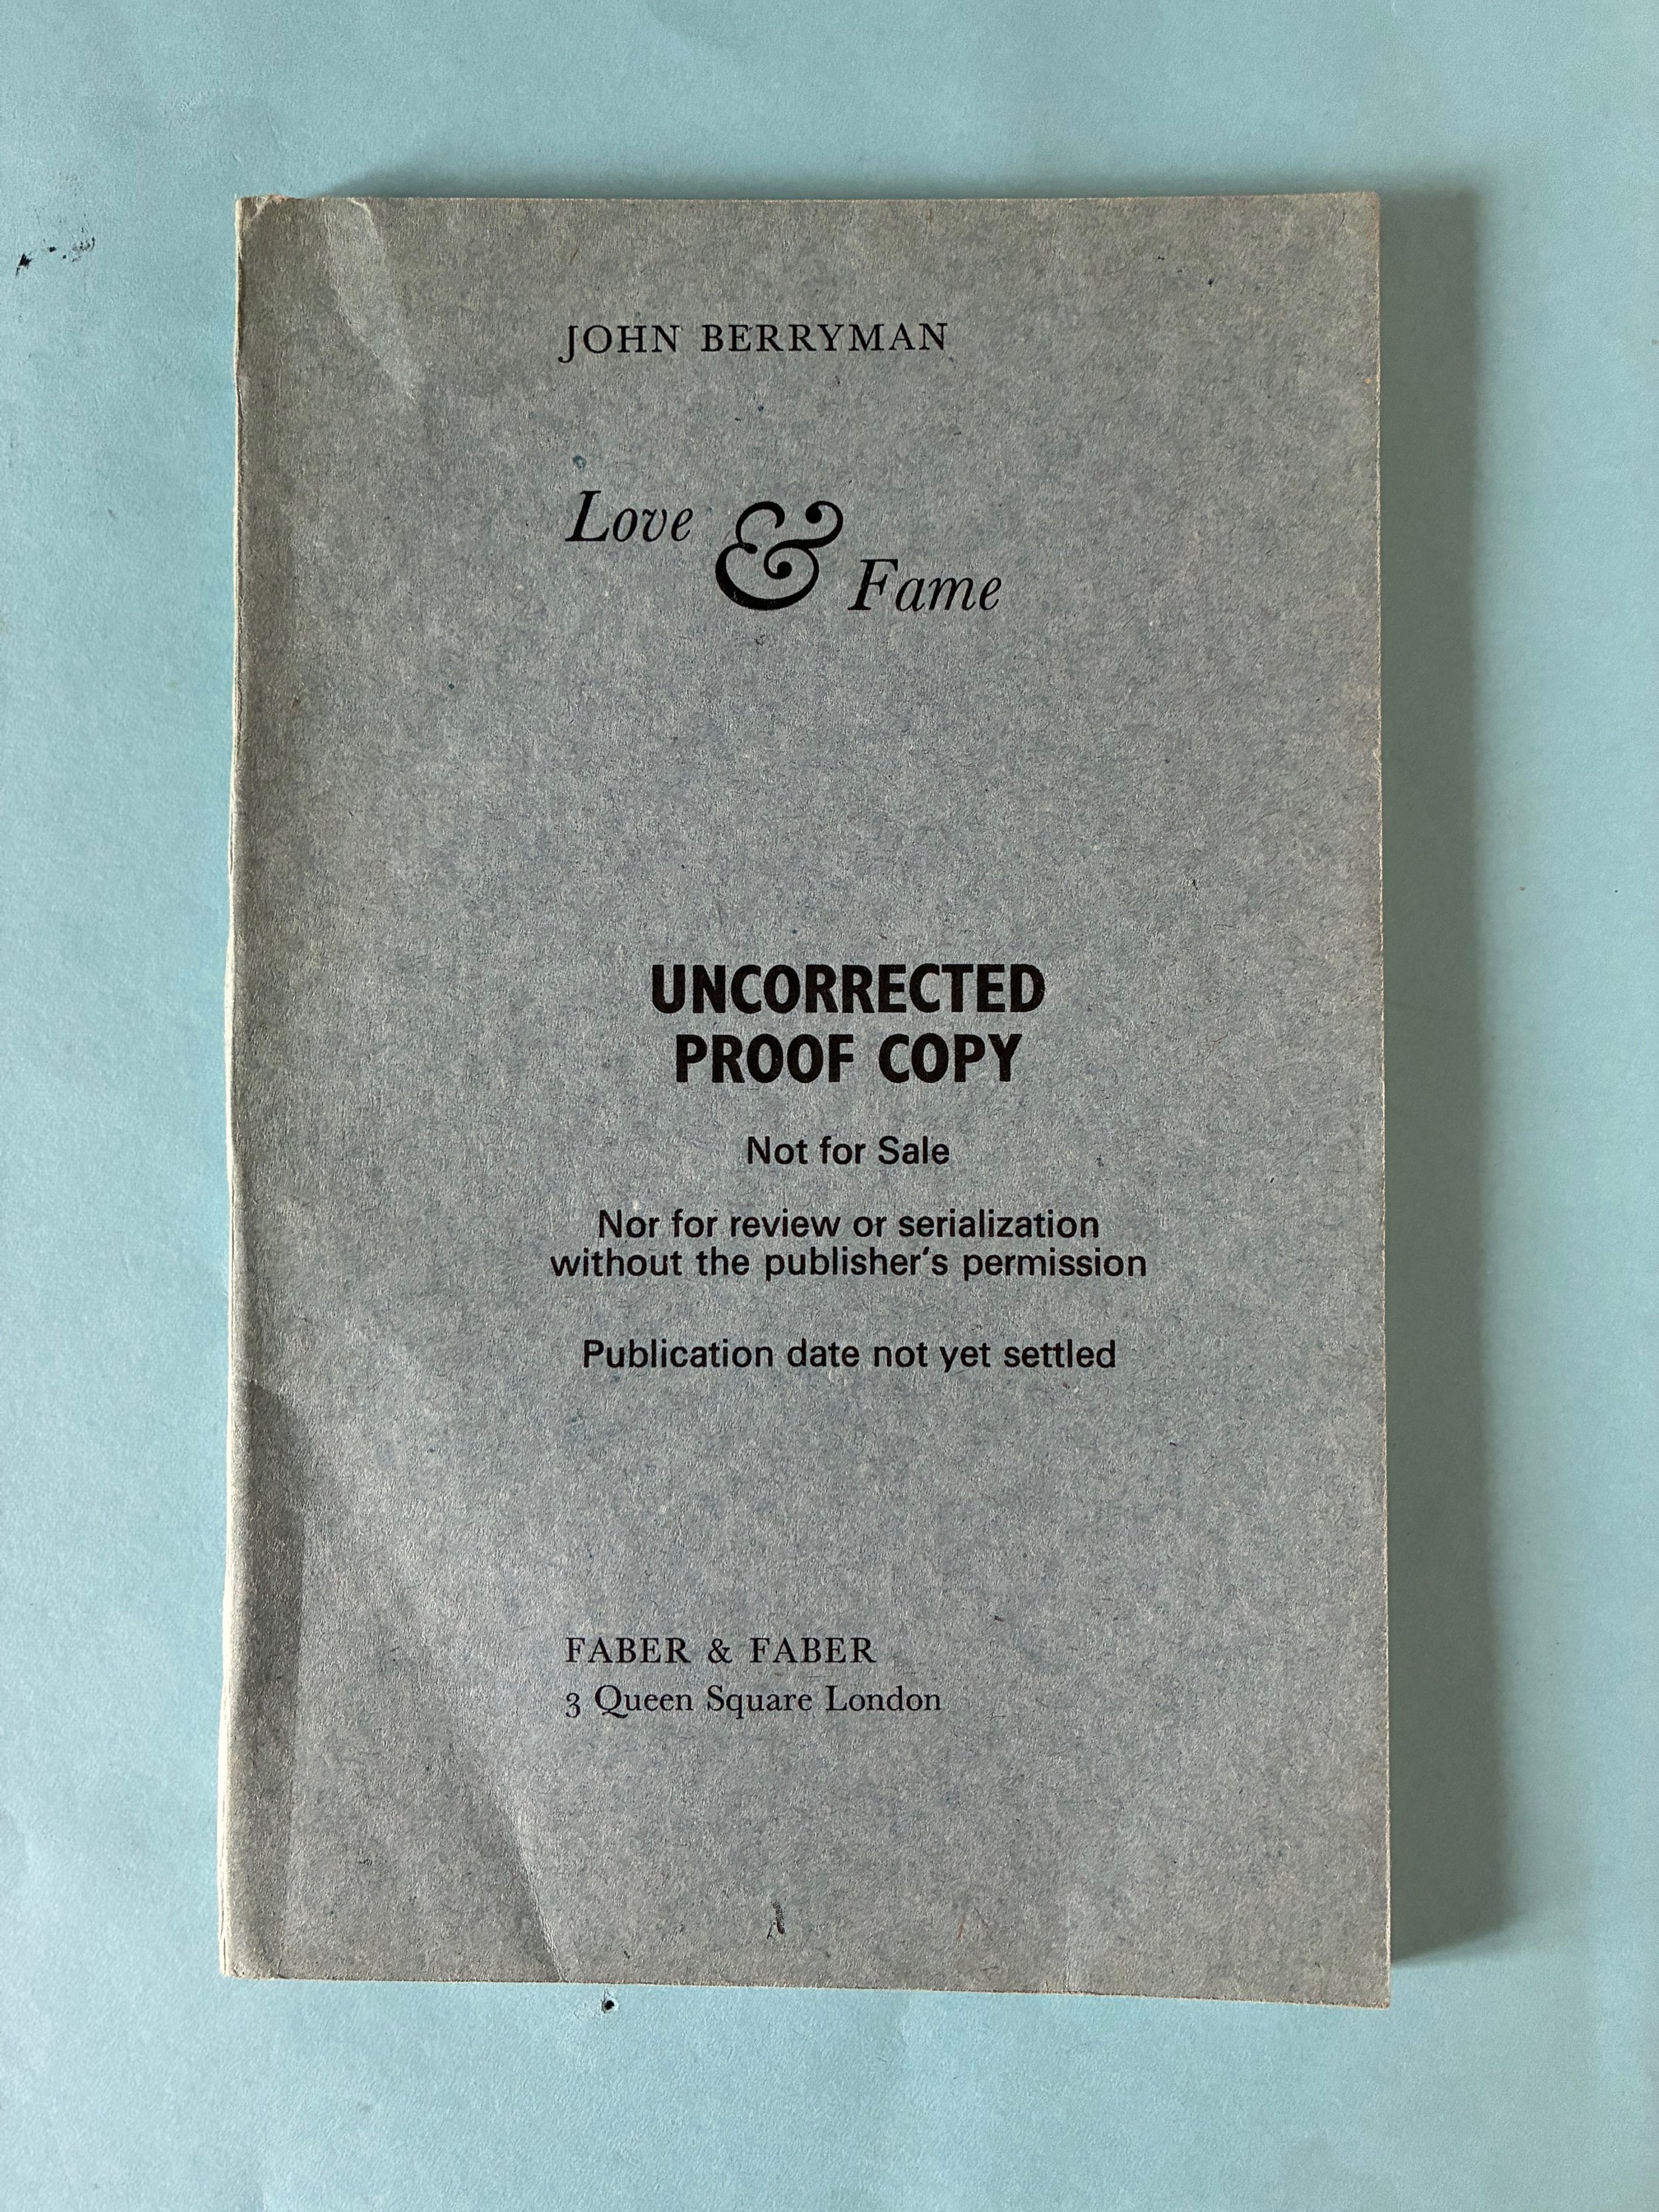 JOHN BERRYMAN
Love & Fame
UNCORRECTED
PROOF COPY
Not for Sale
Nor for review or serialization
without the publisher's permission
Publication date not yet settled
FABER & FABER
3 Queen Square London